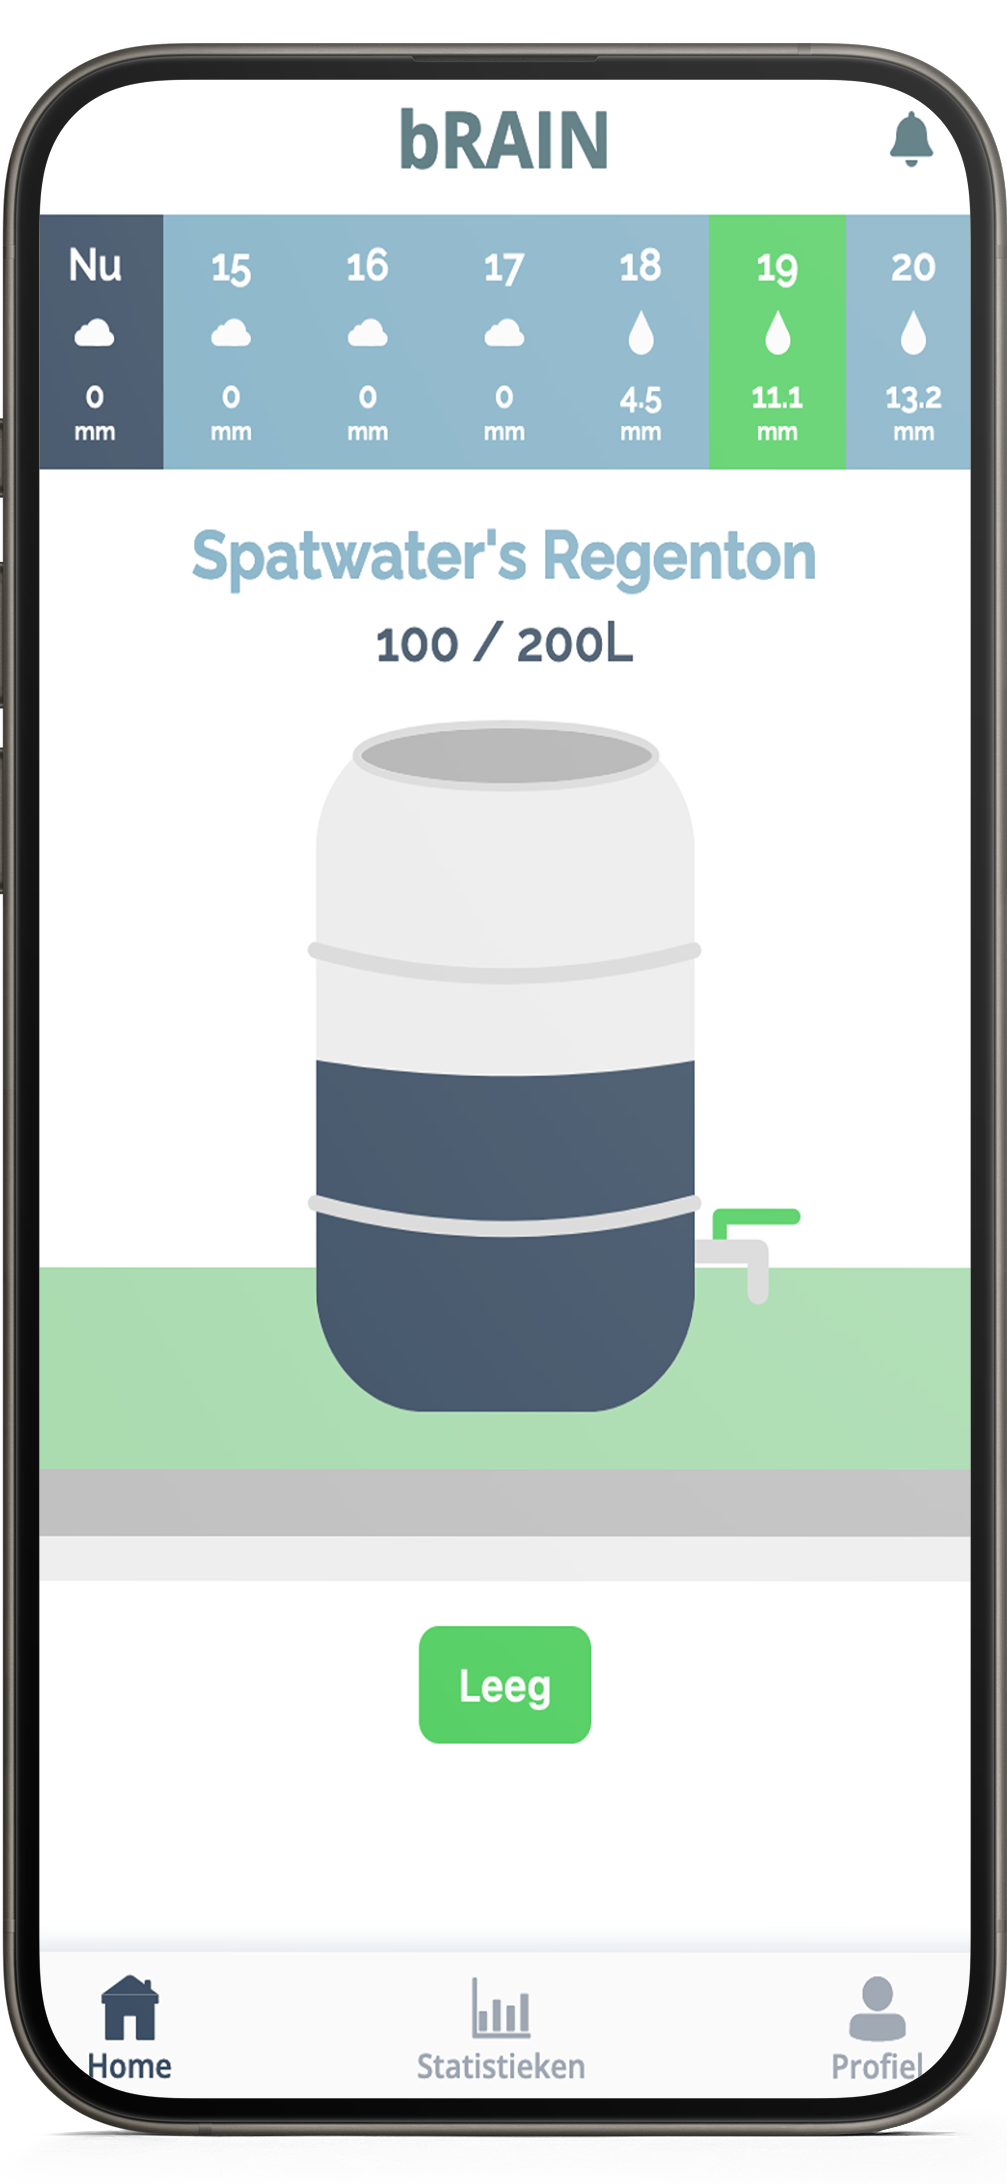 bRAIN
Nu 15 16 17 18 19 20
0 0 0 0 4.5 11.1 13.2
mm mm mm mm mm mm mm
Spatwater's Regenton
100 / 200L
Leeg
Home Statistieken Profiel